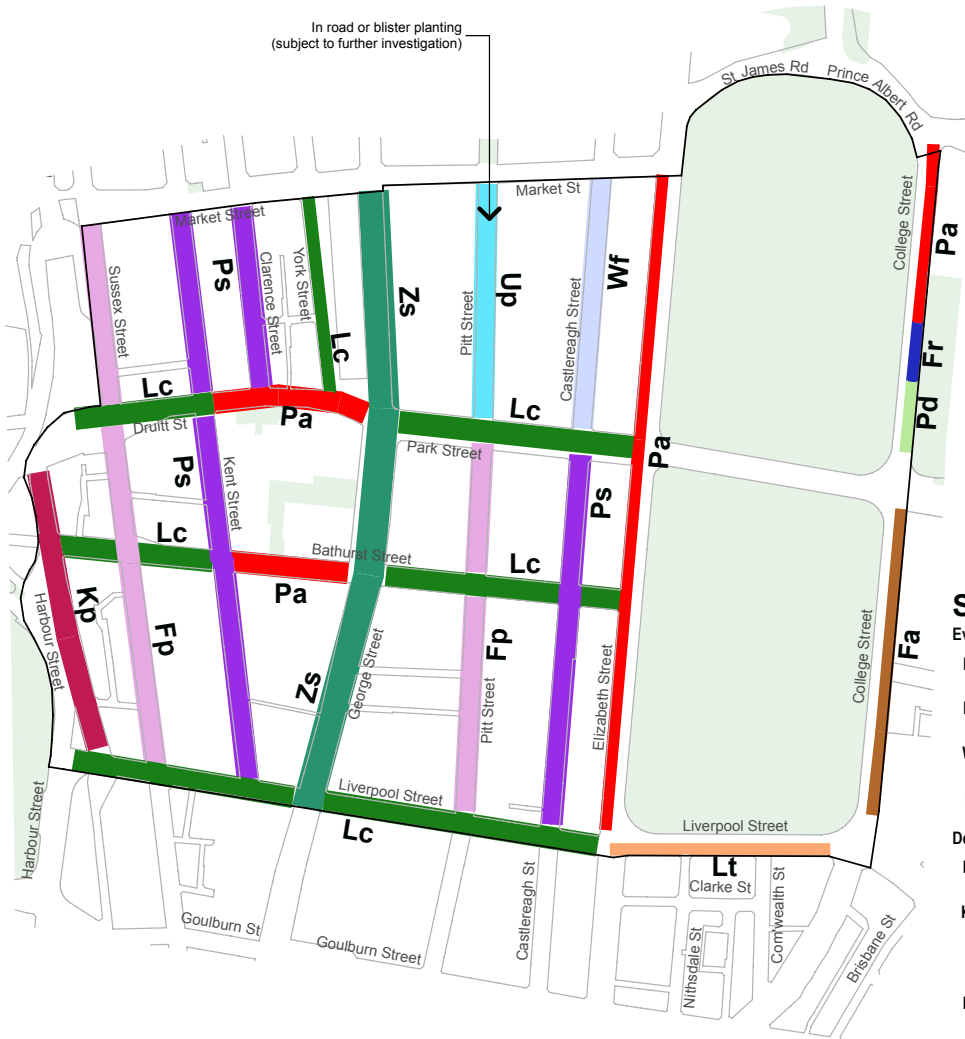 In road or blister planting
(subject to further investigation)
St James Rd
Prince Albert Rd
Market St
Market Street
College Street
Pa
Sussex Street
Ps
Clarence Street
York Street
Lc
Zs
Pitt Street
Up
Castlereagh Street
Wf
Fr
Pd
Lc
Druitt St
Pa
Lc
Park Street
Pa
Ps
Kent Street
Ps
Lc
Bathurst Street
Lc
Pa
Kp
Harbour Street
Fp
Zs
George Street
Fp
Pitt Street
Elizabeth Street
College Street
Fa
S
Ev
Liverpool Street
Lc
Liverpool Street
Lt
Clarke St
De
K
Harbour Street
Goulburn St
Goulburn Street
Castlereagh St
Nithsdale St
Com'wealth St
Brisbane St